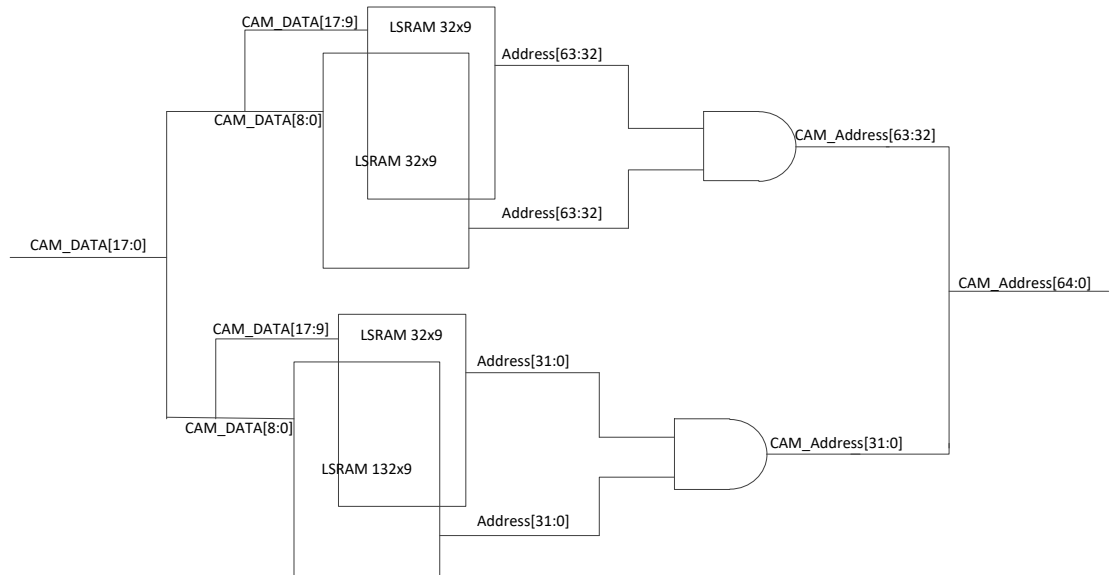 CAM_DATA[17:9]
LSRAM 32x9
Address[63:32]
CAM_DATA[8:0]
CAM_Address[63:32]
LSRAM 32x9
Address[63:32]
CAM_DATA[17:0]
CAM_Address[64:0]
CAM_DATA[17:9]
LSRAM 32x9
Address[31:0]
CAM_DATA[8:0]
CAM_Address[31:0]
LSRAM 132x9
Address[31:0]